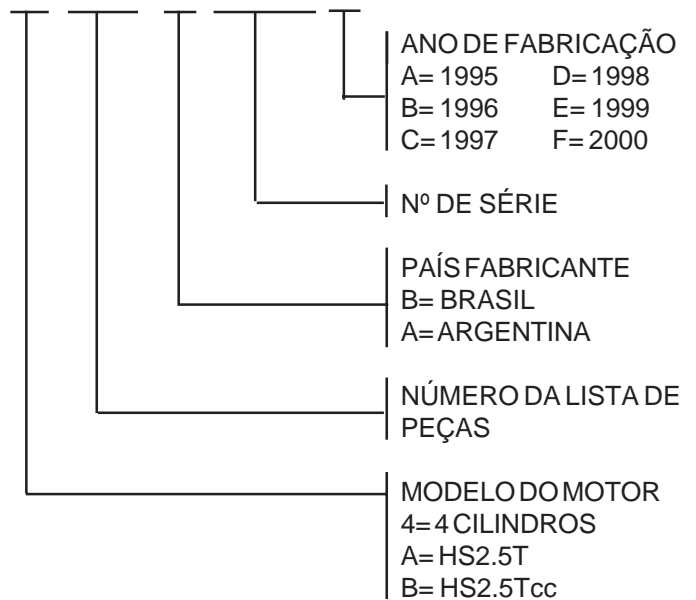 ANO DE FABRICAÇÃO
A= 1995 D= 1998
B= 1996 E= 1999
C= 1997 F= 2000
Nº DE SÉRIE
PAÍS FABRICANTE
B= BRASIL
A= ARGENTINA
NÚMERO DA LISTA DE
PEÇAS
MODELO DO MOTOR
4= 4 CILINDROS
A= HS2.5T
B= HS2.5Tcc